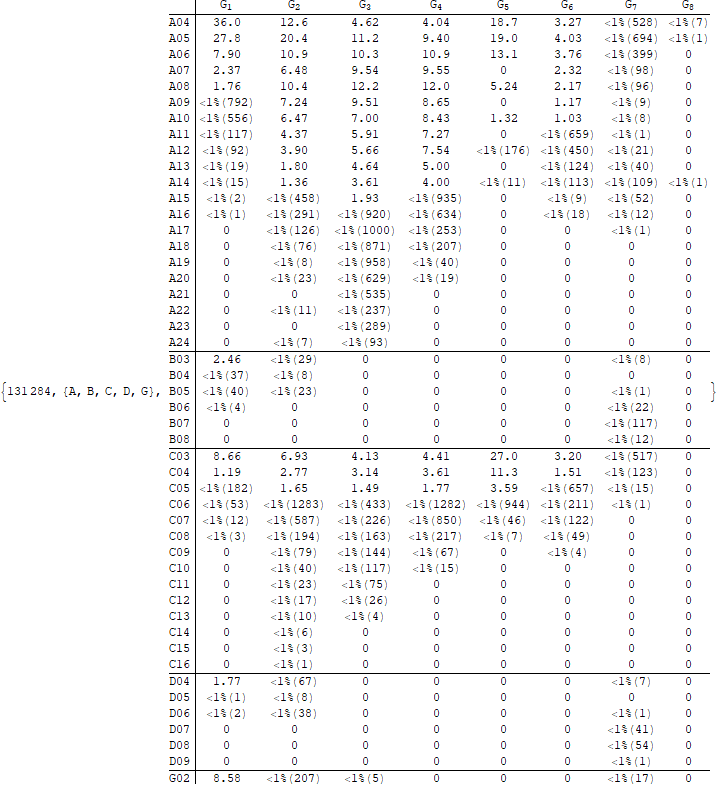 G1 G2 G3 G4 G5 G6 G7 G8
A04 36.0 12.6 4.62 4.04 18.7 3.27 <1%(528) <1%(7)
A05 27.8 20.4 11.2 9.40 19.0 4.03 <1%(694) <1%(1)
A06 7.90 10.9 10.3 10.9 13.1 3.76 <1%(399) 0
A07 2.37 6.48 9.54 9.55 0 2.32 <1%(98) 0
A08 1.76 10.4 12.2 12.0 5.24 2.17 <1%(96) 0
A09 <1%(792) 7.24 9.51 8.65 0 1.17 <1%(9) 0
A10 <1%(556) 6.47 7.00 8.43 1.32 1.03 <1%(8) 0
A11 <1%(117) 4.37 5.91 7.27 0 <1%(659) <1%(1) 0
A12 <1%(92) 3.90 5.66 7.54 <1%(176) <1%(450) <1%(21) 0
A13 <1%(19) 1.80 4.64 5.00 0 <1%(124) <1%(40) 0
A14 <1%(15) 1.36 3.61 4.00 <1%(11) <1%(113) <1%(109) <1%(1)
A15 <1%(2) <1%(458) 1.93 <1%(935) 0 <1%(9) <1%(52) 0
A16 <1%(1) <1%(291) <1%(920) <1%(634) 0 <1%(18) <1%(12) 0
A17 0 <1%(126) <1%(1000) <1%(253) 0 0 <1%(1) 0
A18 0 <1%(76) <1%(871) <1%(207) 0 0 0 0
A19 0 <1%(8) <1%(958) <1%(40) 0 0 0 0
A20 0 <1%(23) <1%(629) <1%(19) 0 0 0 0
A21 0 0 <1%(535) 0 0 0 0 0
A22 0 <1%(11) <1%(237) 0 0 0 0 0
A23 0 0 <1%(289) 0 0 0 0 0
A24 0 <1%(7) <1%(93) 0 0 0 0 0
B03 2.46 <1%(29) 0 0 0 0 <1%(8) 0
B04 <1%(37) <1%(8) 0 0 0 0 0 0
{131284, {A, B, C, D, G}, B05 <1%(40) <1%(23) 0 0 0 0 <1%(1) 0 }
B06 <1%(4) 0 0 0 0 0 <1%(22) 0
B07 0 0 0 0 0 0 <1%(117) 0
B08 0 0 0 0 0 0 <1%(12) 0
C03 8.66 6.93 4.13 4.41 27.0 3.20 <1%(517) 0
C04 1.19 2.77 3.14 3.61 11.3 1.51 <1%(123) 0
C05 <1%(182) 1.65 1.49 1.77 3.59 <1%(657) <1%(15) 0
C06 <1%(53) <1%(1283) <1%(433) <1%(1282) <1%(944) <1%(211) <1%(1) 0
C07 <1%(12) <1%(587) <1%(226) <1%(850) <1%(46) <1%(122) 0 0
C08 <1%(3) <1%(194) <1%(163) <1%(217) <1%(7) <1%(49) 0 0
C09 0 <1%(79) <1%(144) <1%(67) 0 <1%(4) 0 0
C10 0 <1%(40) <1%(117) <1%(15) 0 0 0 0
C11 0 <1%(23) <1%(75) 0 0 0 0 0
C12 0 <1%(17) <1%(26) 0 0 0 0 0
C13 0 <1%(10) <1%(4) 0 0 0 0 0
C14 0 <1%(6) 0 0 0 0 0 0
C15 0 <1%(3) 0 0 0 0 0 0
C16 0 <1%(1) 0 0 0 0 0 0
D04 1.77 <1%(67) 0 0 0 0 <1%(7) 0
D05 <1%(1) <1%(8) 0 0 0 0 0 0
D06 <1%(2) <1%(38) 0 0 0 0 <1%(1) 0
D07 0 0 0 0 0 0 <1%(41) 0
D08 0 0 0 0 0 0 <1%(54) 0
D09 0 0 0 0 0 0 <1%(1) 0
G02 8.58 <1%(207) <1%(5) 0 0 0 <1%(17) 0